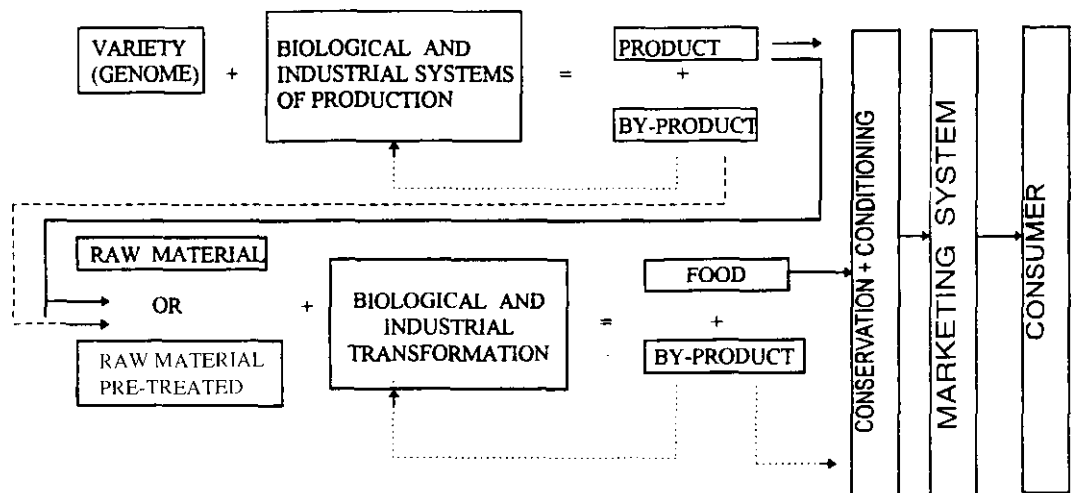 VARIETY
(GENOME)
+
BIOLOGICAL AND
INDUSTRIAL SYSTEMS
OF PRODUCTION
=
PRODUCT
+
BY-PRODUCT
RAW MATERIAL
OR
RAW MATERIAL
PRE-TREATED
+
BIOLOGICAL AND
INDUSTRIAL
TRANSFORMATION
=
FOOD
+
BY-PRODUCT
CONSERVATION + CONDITIONING
MARKETING SYSTEM
CONSUMER